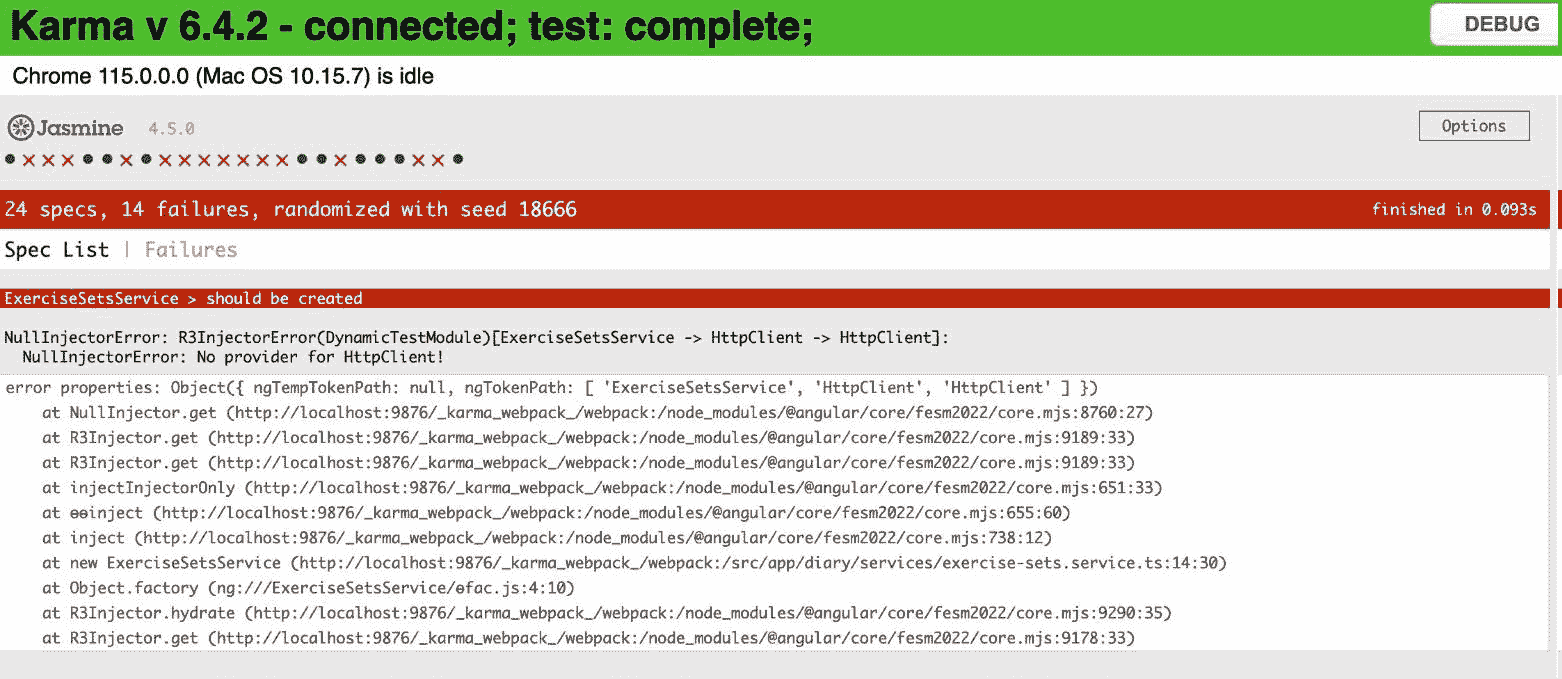 Karma v 6.4.2 - connected; test: complete;
DEBUG
Chrome 115.0.0.0 (Mac OS 10.15.7) is idle
Jasmine 4.5.0
Options
24 specs, 14 failures, randomized with seed 18666
finished in 0.093s
Spec List | Failures
ExerciseSetsService > should be created
NullInjectorError: R3InjectorError(DynamicTestModule)[ExerciseSetsService -> HttpClient -> HttpClient]:
NullInjectorError: No provider for HttpClient!
error properties: Object({ ngTempTokenPath: null, ngTokenPath: [ 'ExerciseSetsService', 'HttpClient', 'HttpClient' ] })
at NullInjector.get (http://localhost:9876/_karma_webpack_/webpack:/node_modules/@angular/core/fesm2022/core.mjs:8760:27)
at R3Injector.get (http://localhost:9876/_karma_webpack_/webpack:/node_modules/@angular/core/fesm2022/core.mjs:9189:33)
at R3Injector.get (http://localhost:9876/_karma_webpack_/webpack:/node_modules/@angular/core/fesm2022/core.mjs:9189:33)
at injectInjectorOnly (http://localhost:9876/_karma_webpack_/webpack:/node_modules/@angular/core/fesm2022/core.mjs:651:33)
at ɵɵinject (http://localhost:9876/_karma_webpack_/webpack:/node_modules/@angular/core/fesm2022/core.mjs:655:60)
at inject (http://localhost:9876/_karma_webpack_/webpack:/node_modules/@angular/core/fesm2022/core.mjs:738:12)
at new ExerciseSetsService (http://localhost:9876/_karma_webpack_/webpack:/src/app/diary/services/exercise-sets.service.ts:14:30)
at Object.factory (ng:///ExerciseSetsService/ɵfac.js:4:10)
at R3Injector.hydrate (http://localhost:9876/_karma_webpack_/webpack:/node_modules/@angular/core/fesm2022/core.mjs:9290:35)
at R3Injector.get (http://localhost:9876/_karma_webpack_/webpack:/node_modules/@angular/core/fesm2022/core.mjs:9178:33)